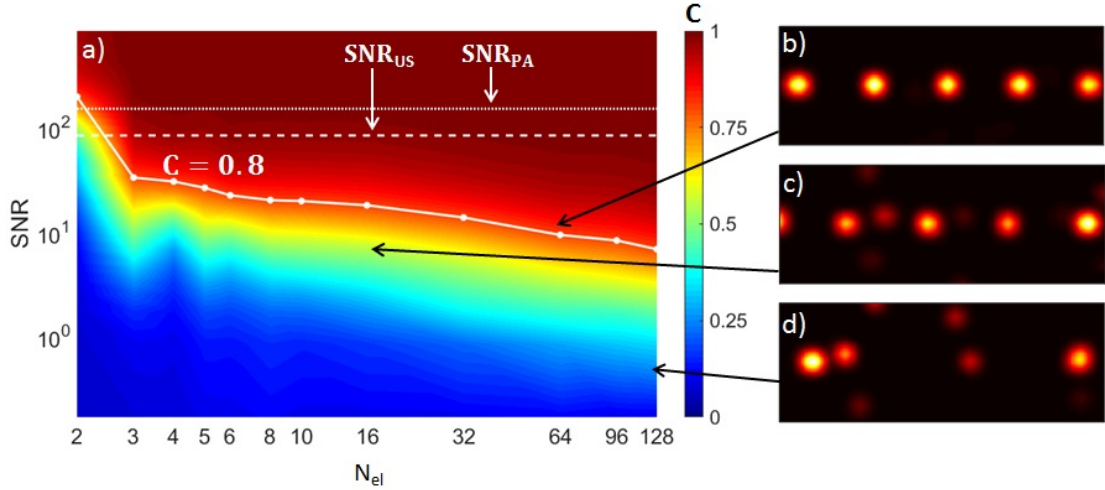 a)
C
b)
SNR_US
SNR_PA
1
10^2
0.75
C = 0.8
c)
SNR
10^1
0.5
10^0
0.25
d)
0
2 3 4 5 6 8 10 16 32 64 96 128
N_el